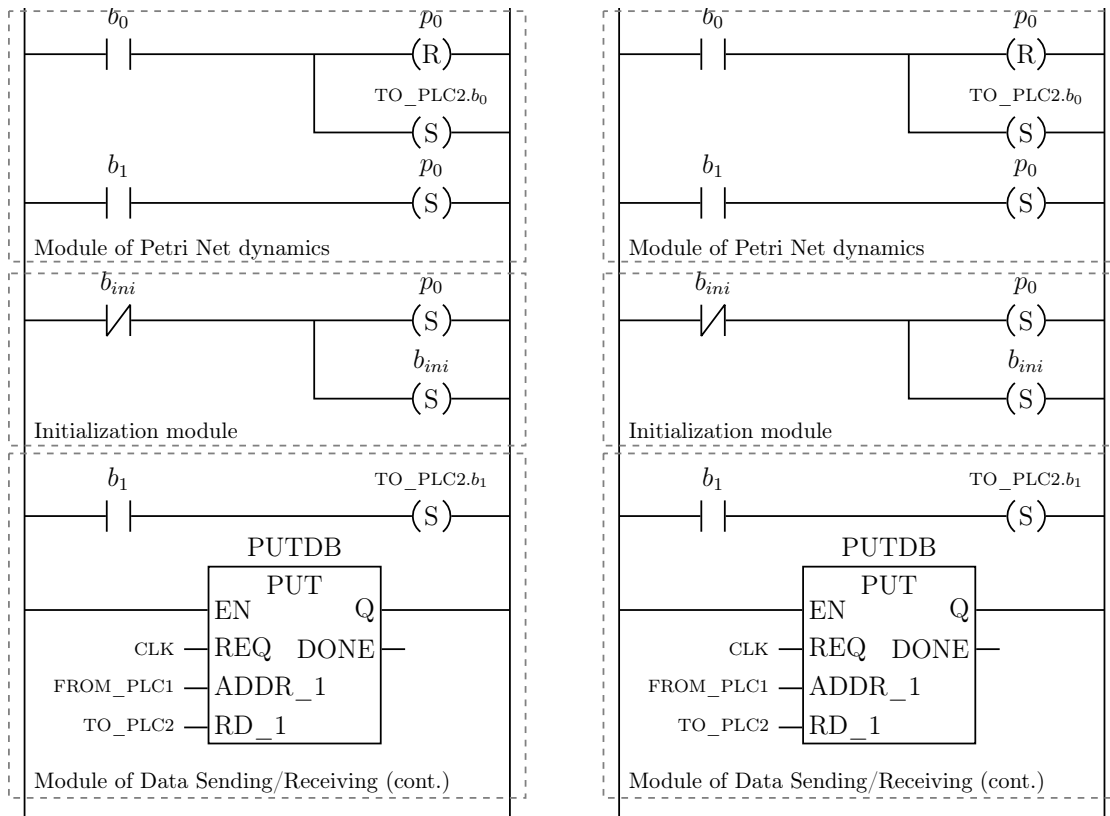 b0 p0
R
TO_PLC2.b0
S
b1 p0
S
Module of Petri Net dynamics
bini p0
S
bini
S
Initialization module
b1 TO_PLC2.b1
S
PUTDB
PUT
EN Q
CLK REQ DONE
FROM_PLC1 ADDR_1
TO_PLC2 RD_1
Module of Data Sending/Receiving (cont.)
b0 p0
R
TO_PLC2.b0
S
b1 p0
S
Module of Petri Net dynamics
bini p0
S
bini
S
Initialization module
b1 TO_PLC2.b1
S
PUTDB
PUT
EN Q
CLK REQ DONE
FROM_PLC1 ADDR_1
TO_PLC2 RD_1
Module of Data Sending/Receiving (cont.)